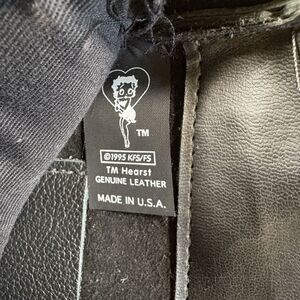 TM
©1995 KFS/FS
TM Hearst
GENUINE LEATHER
MADE IN U.S.A.